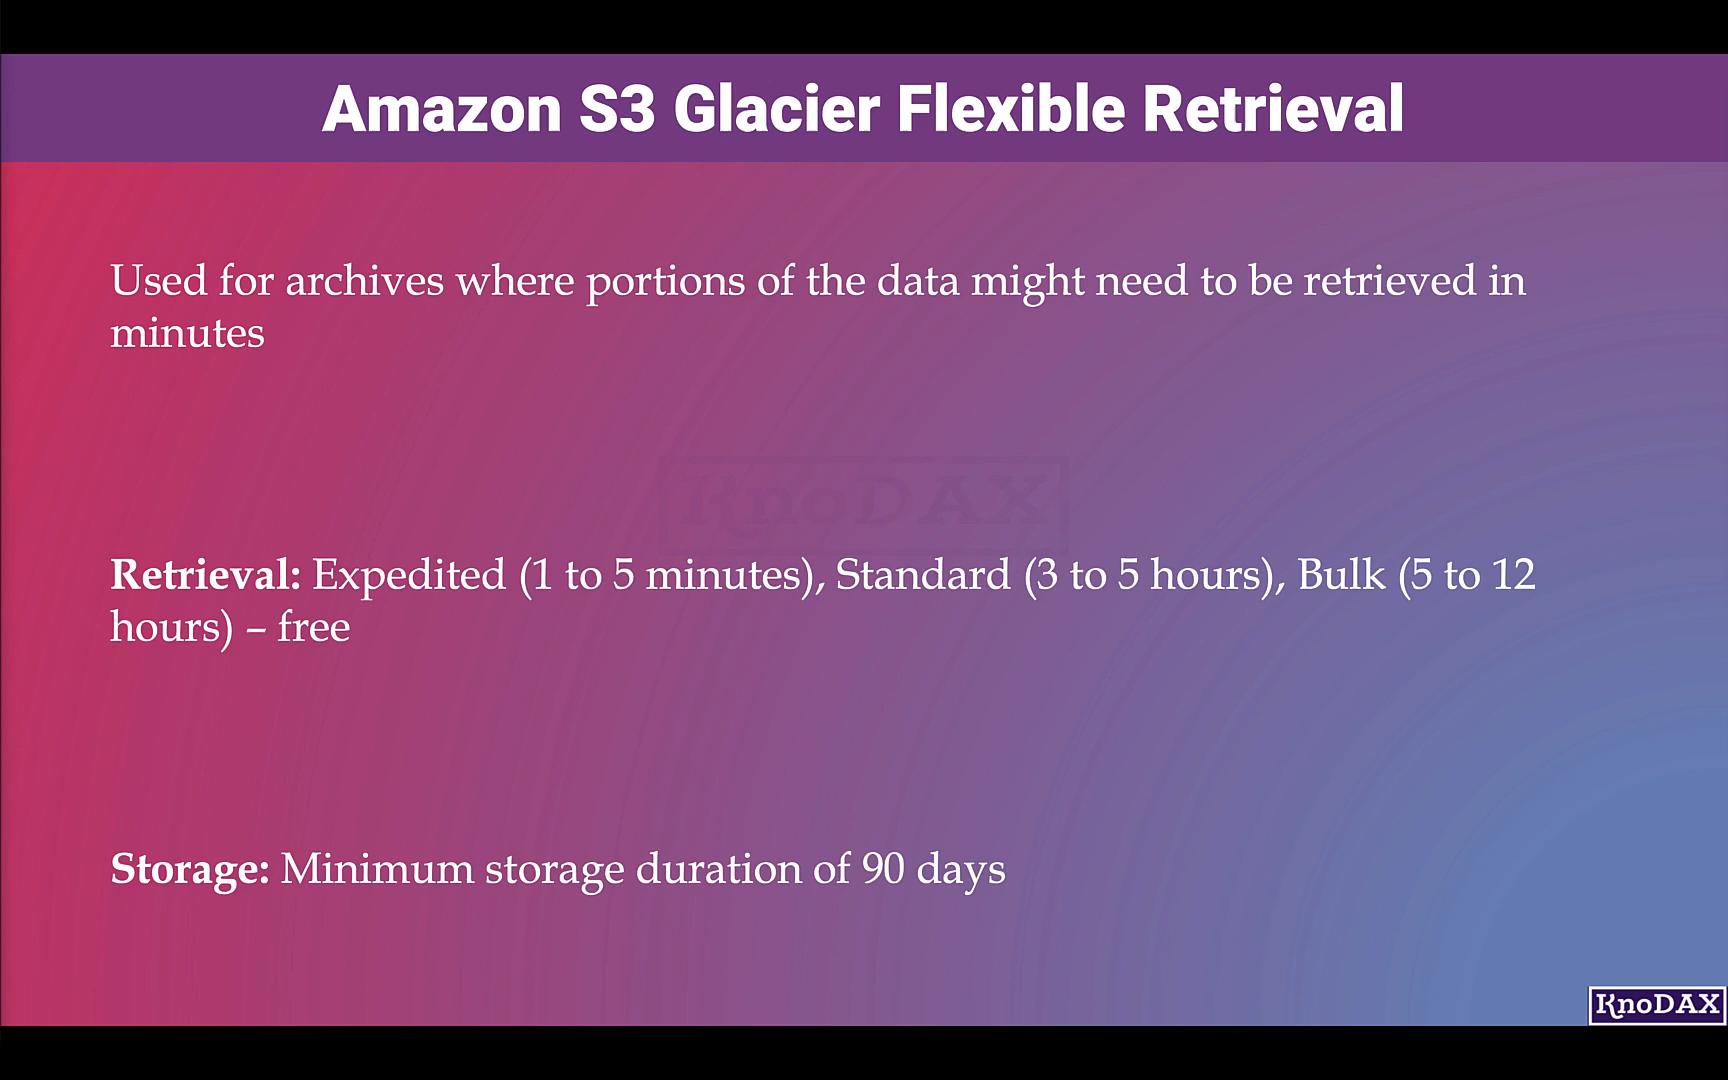 Amazon S3 Glacier Flexible Retrieval
Used for archives where portions of the data might need to be retrieved in
minutes
KnoDAX
Retrieval: Expedited (1 to 5 minutes), Standard (3 to 5 hours), Bulk (5 to 12
hours) – free
Storage: Minimum storage duration of 90 days
KnoDAX